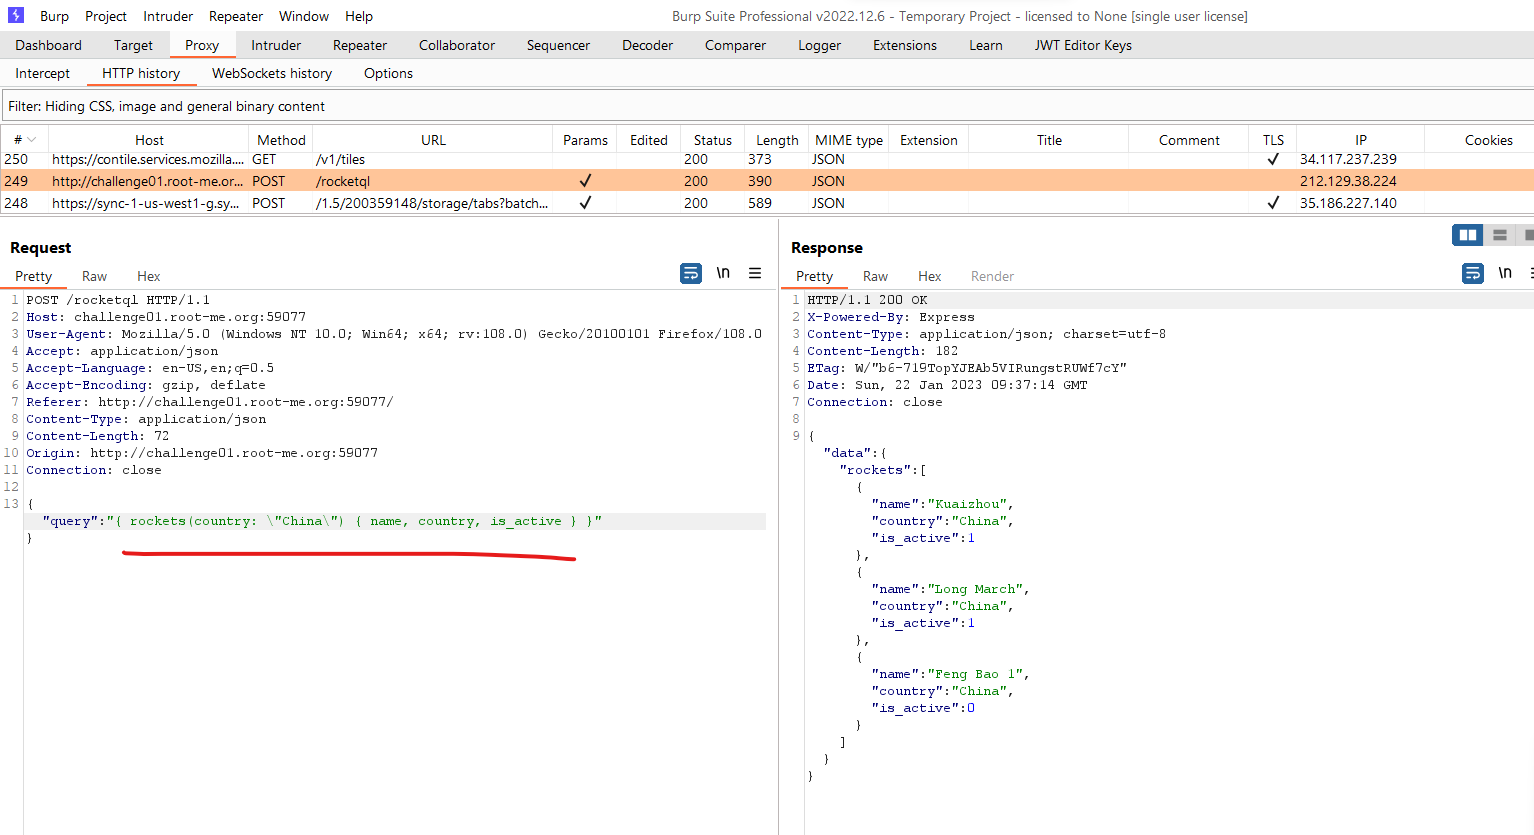 Burp Project Intruder Repeater Window Help Burp Suite Professional v2022.12.6 - Temporary Project - licensed to None [single user license]
Dashboard Target Proxy Intruder Repeater Collaborator Sequencer Decoder Comparer Logger Extensions Learn JWT Editor Keys
Intercept HTTP history WebSockets history Options
Filter: Hiding CSS, image and general binary content
# Host Method URL Params Edited Status Length MIME type Extension Title Comment TLS IP Cookies
250 https://contile.services.mozilla.... GET /v1/tiles 200 373 JSON ✓ 34.117.237.239
249 http://challenge01.root-me.or... POST /rocketql ✓ 200 390 JSON 212.129.38.224
248 https://sync-1-us-west1-g.sy... POST /1.5/200359148/storage/tabs?batch... ✓ 200 589 JSON ✓ 35.186.227.140
Request
Pretty Raw Hex \n
1 POST /rocketql HTTP/1.1
2 Host: challenge01.root-me.org:59077
3 User-Agent: Mozilla/5.0 (Windows NT 10.0; Win64; x64; rv:108.0) Gecko/20100101 Firefox/108.0
4 Accept: application/json
5 Accept-Language: en-US,en;q=0.5
6 Accept-Encoding: gzip, deflate
7 Referer: http://challenge01.root-me.org:59077/
8 Content-Type: application/json
9 Content-Length: 72
10 Origin: http://challenge01.root-me.org:59077
11 Connection: close
12
13 {
"query":"{ rockets(country: \"China\") { name, country, is_active } }"
}
Response
Pretty Raw Hex Render \n
1 HTTP/1.1 200 OK
2 X-Powered-By: Express
3 Content-Type: application/json; charset=utf-8
4 Content-Length: 182
5 ETag: W/"b6-719TopYJEAb5VIRungstRUWf7cY"
6 Date: Sun, 22 Jan 2023 09:37:14 GMT
7 Connection: close
8
9 {
"data":{
"rockets":[
{
"name":"Kuaizhou",
"country":"China",
"is_active":1
},
{
"name":"Long March",
"country":"China",
"is_active":1
},
{
"name":"Feng Bao 1",
"country":"China",
"is_active":0
}
]
}
}